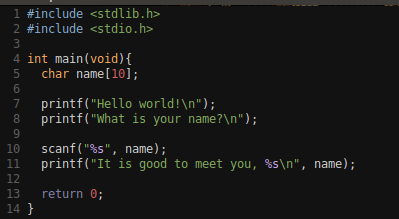 1 #include <stdlib.h>
2 #include <stdio.h>
3
4 int main(void){
5   char name[10];
6
7   printf("Hello world!\n");
8   printf("What is your name?\n");
9
10   scanf("%s", name);
11   printf("It is good to meet you, %s\n", name);
12
13   return 0;
14 }